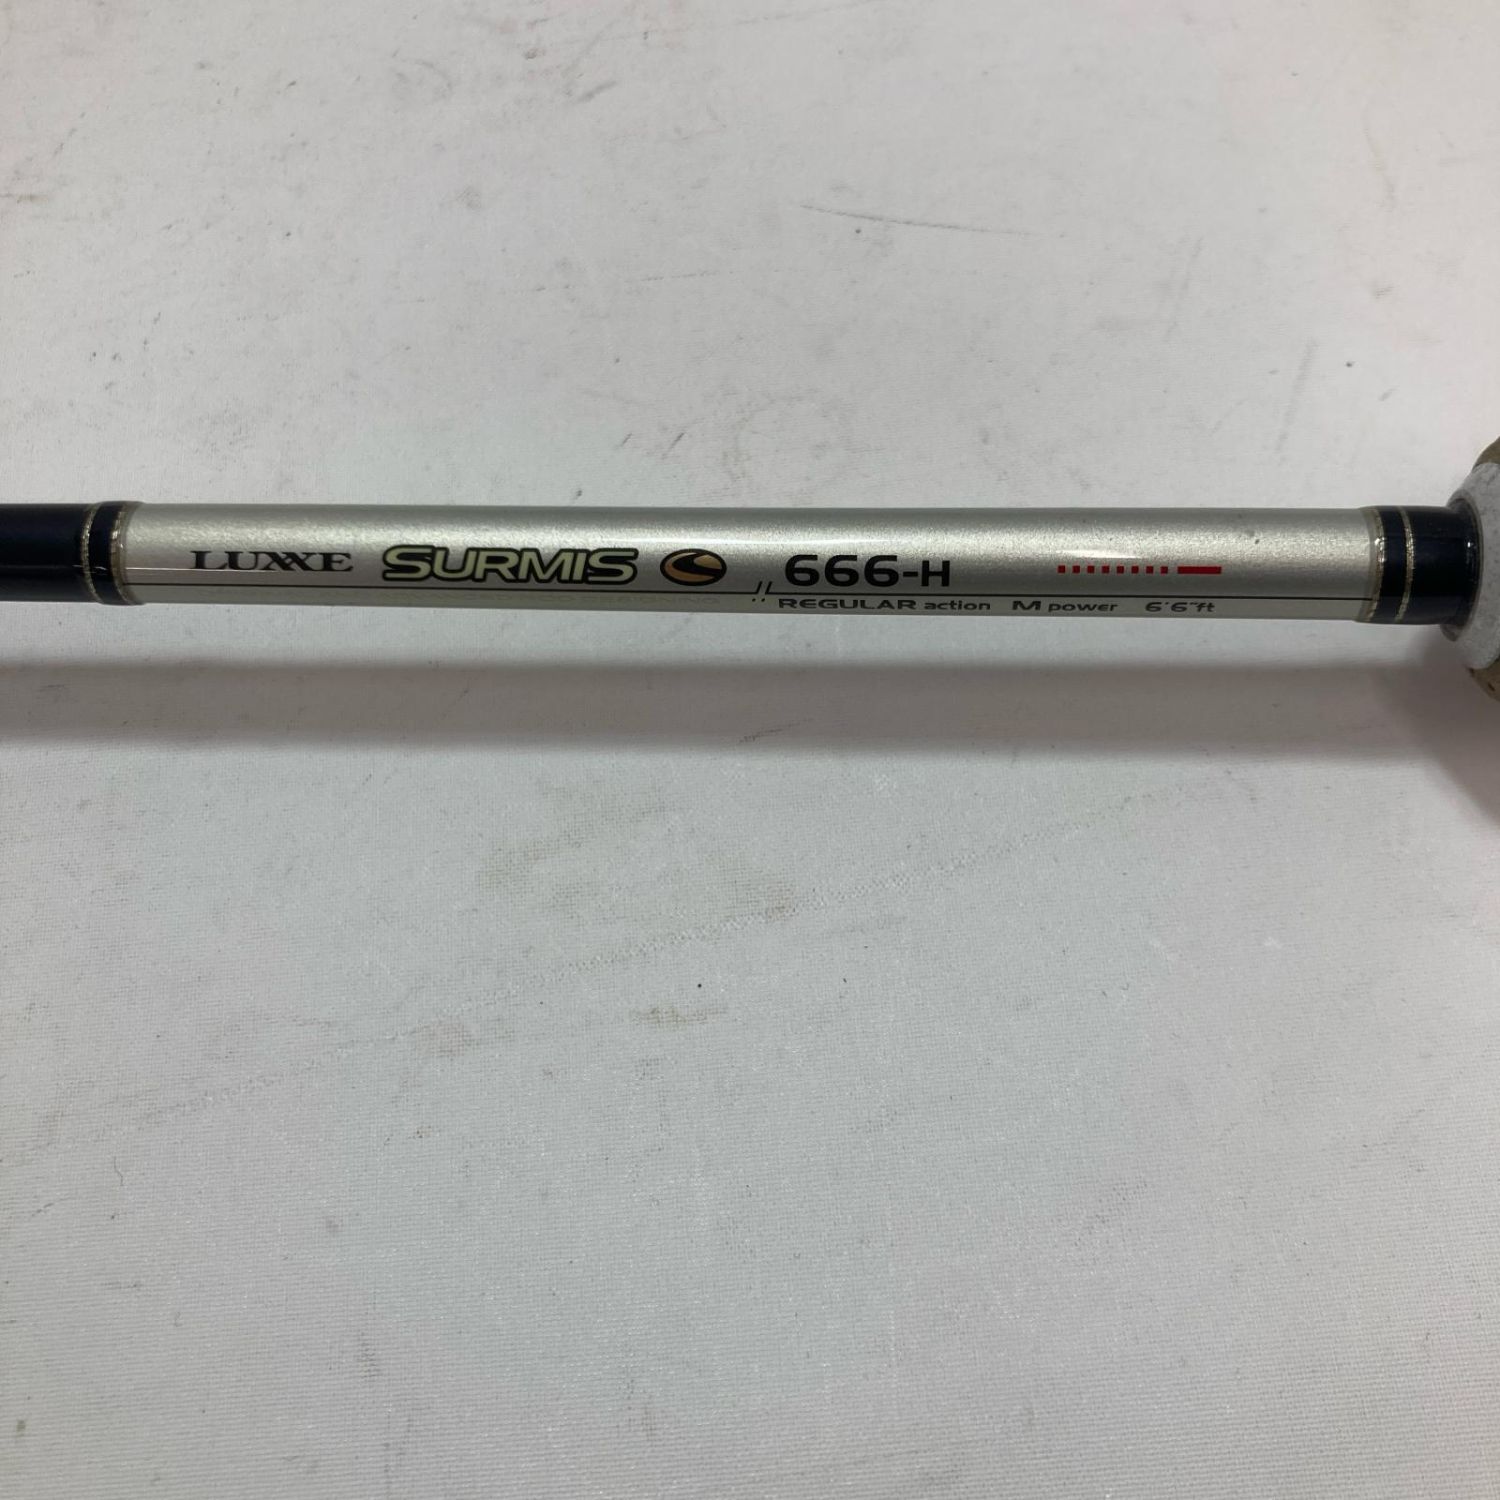 LUXXE SURMIS 666-H
REGULAR action M power 6'6"ft